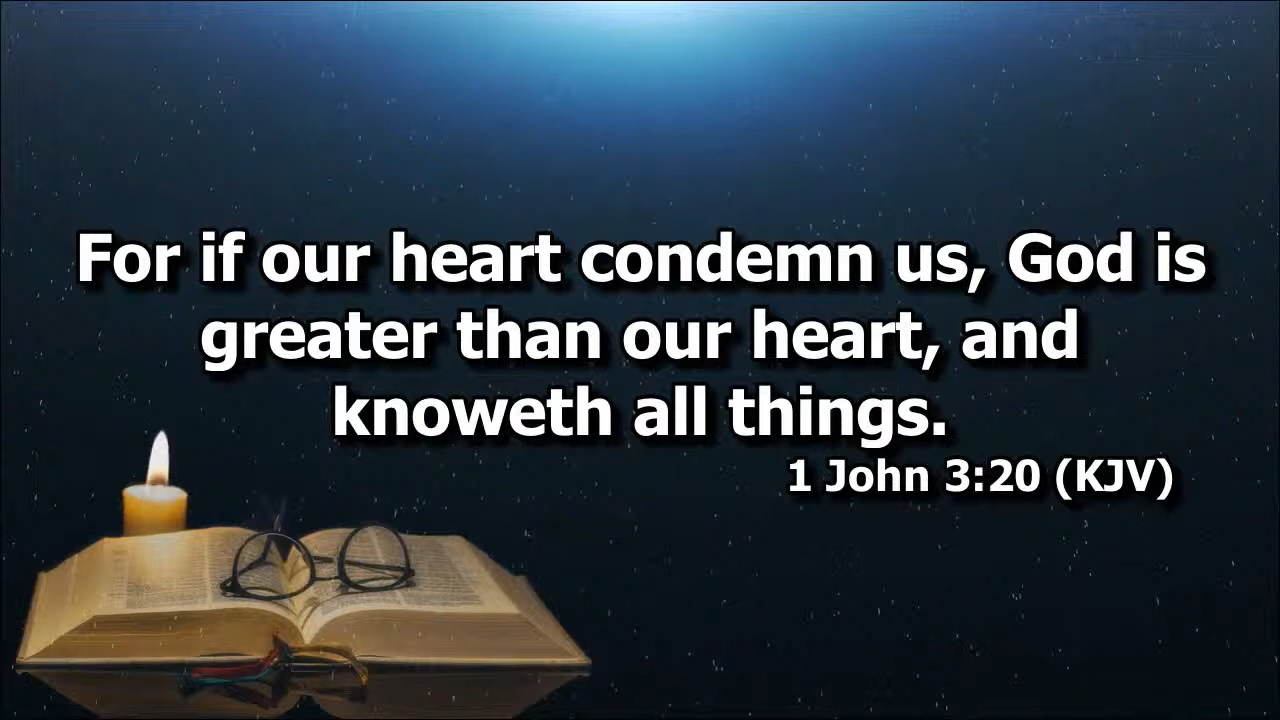 For if our heart condemn us, God is
greater than our heart, and
knoweth all things.
1 John 3:20 (KJV)